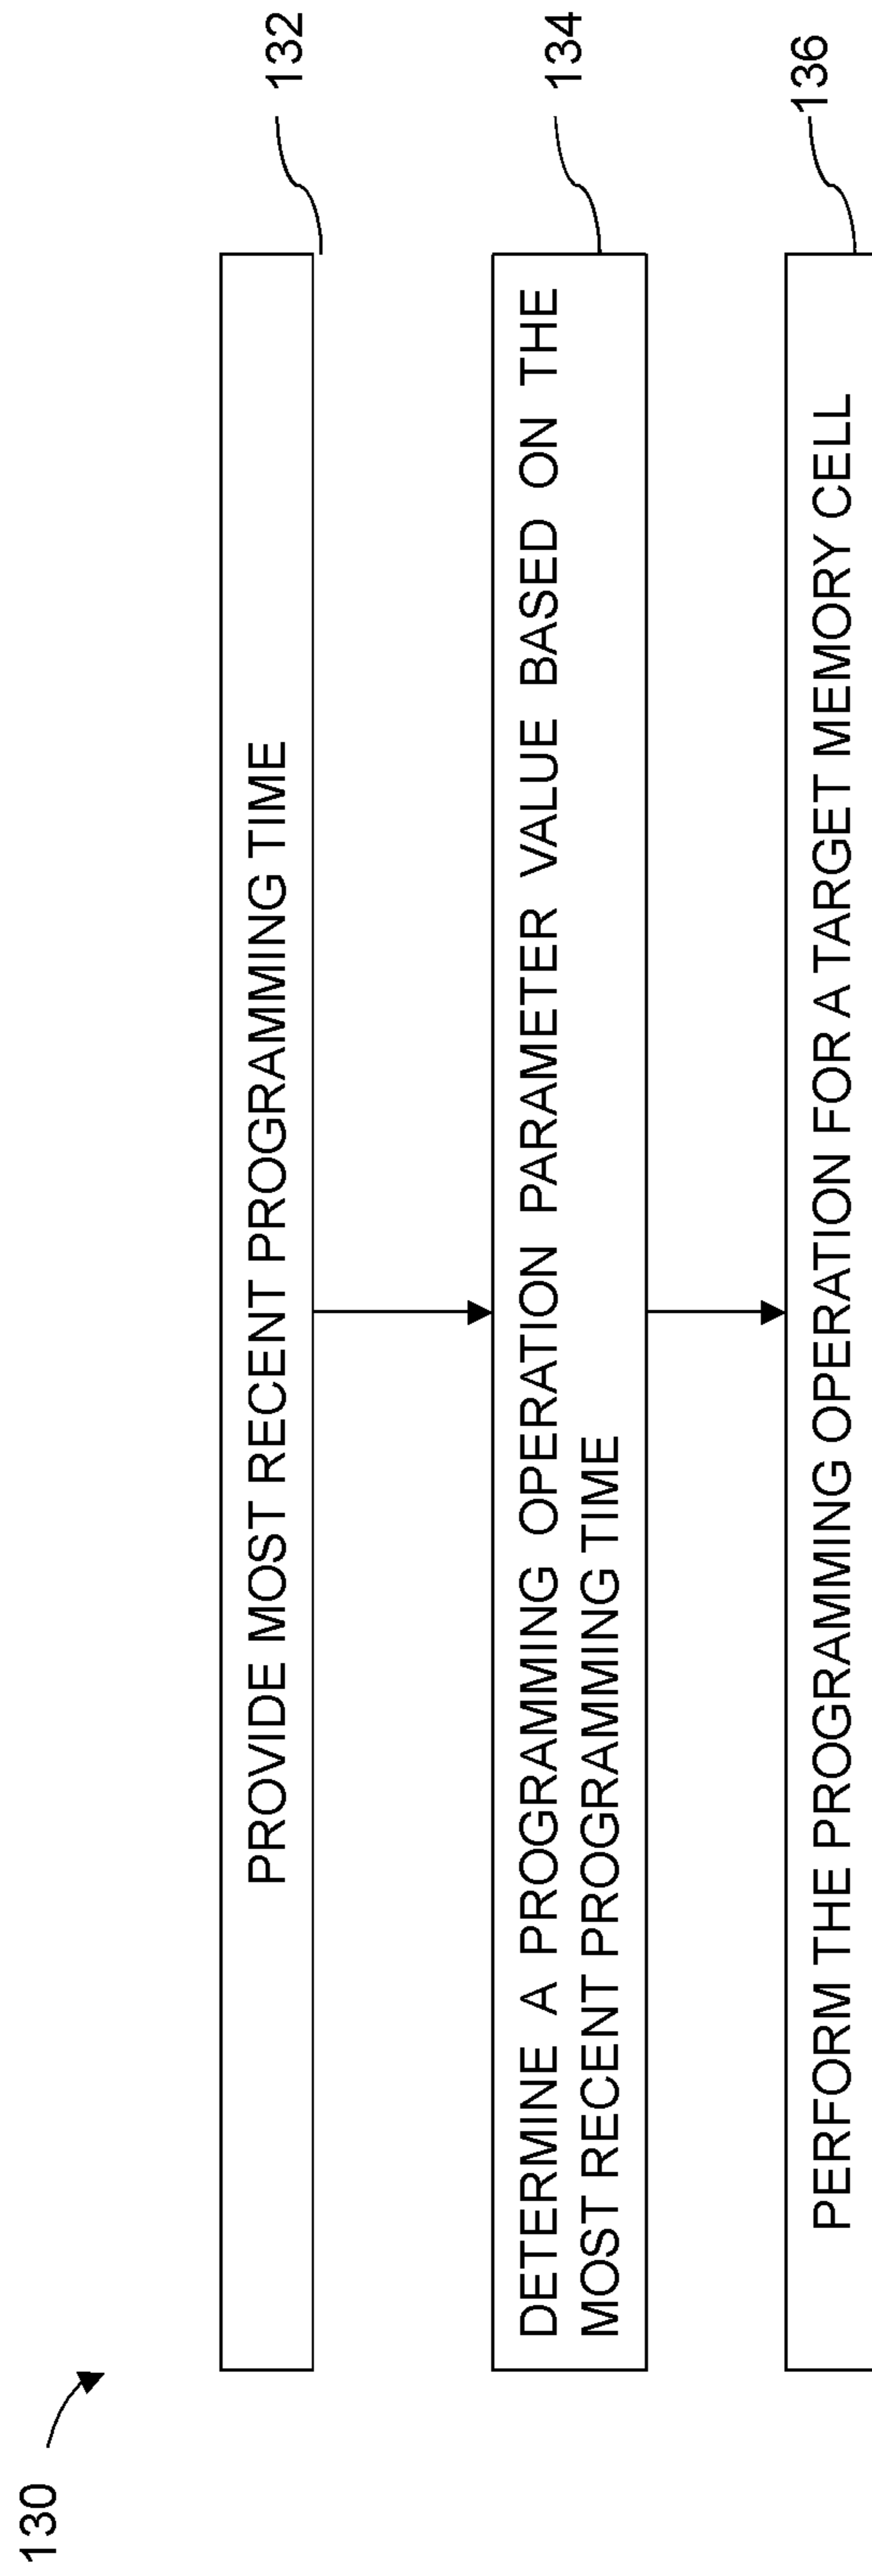 130
PROVIDE MOST RECENT PROGRAMMING TIME
132
DETERMINE A PROGRAMMING OPERATION PARAMETER VALUE BASED ON THE
MOST RECENT PROGRAMMING TIME
134
PERFORM THE PROGRAMMING OPERATION FOR A TARGET MEMORY CELL
136